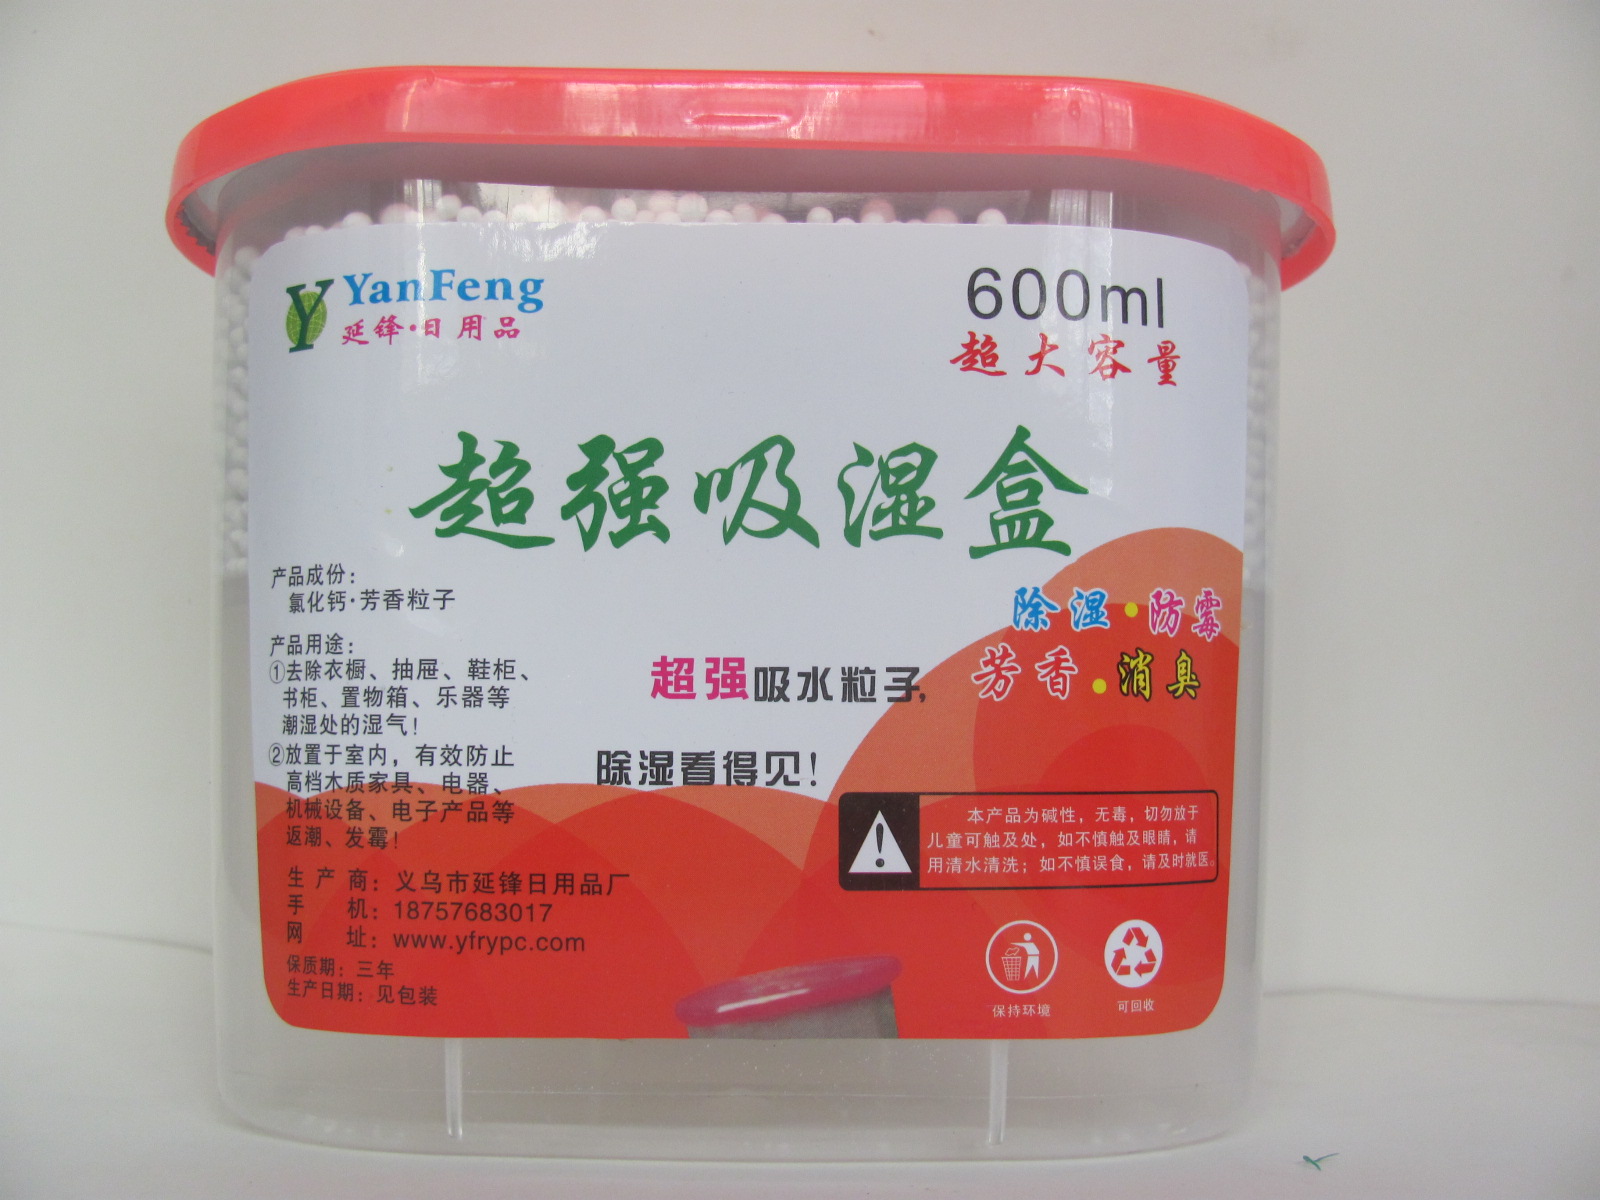 YanFeng
延锋·日用品
600ml
超大容量
超强吸湿盒
产品成份：
氯化钙·芳香粒子
产品用途：
①去除衣橱、抽屉、鞋柜、
书柜、置物箱、乐器等
潮湿处的湿气！
②放置于室内，有效防止
高档木质家具、电器、
机械设备、电子产品等
返潮、发霉！
除湿·防霉
芳香·消臭
超强吸水粒子,
除湿看得见！
本产品为碱性，无毒，切勿放于
儿童可触及处，如不慎触及眼睛，请
用清水清洗；如不慎误食，请及时就医。
生产商：义乌市延锋日用品厂
手机：18757683017
网址：www.yfrypc.com
保质期：三年
生产日期：见包装
保持环境
可回收